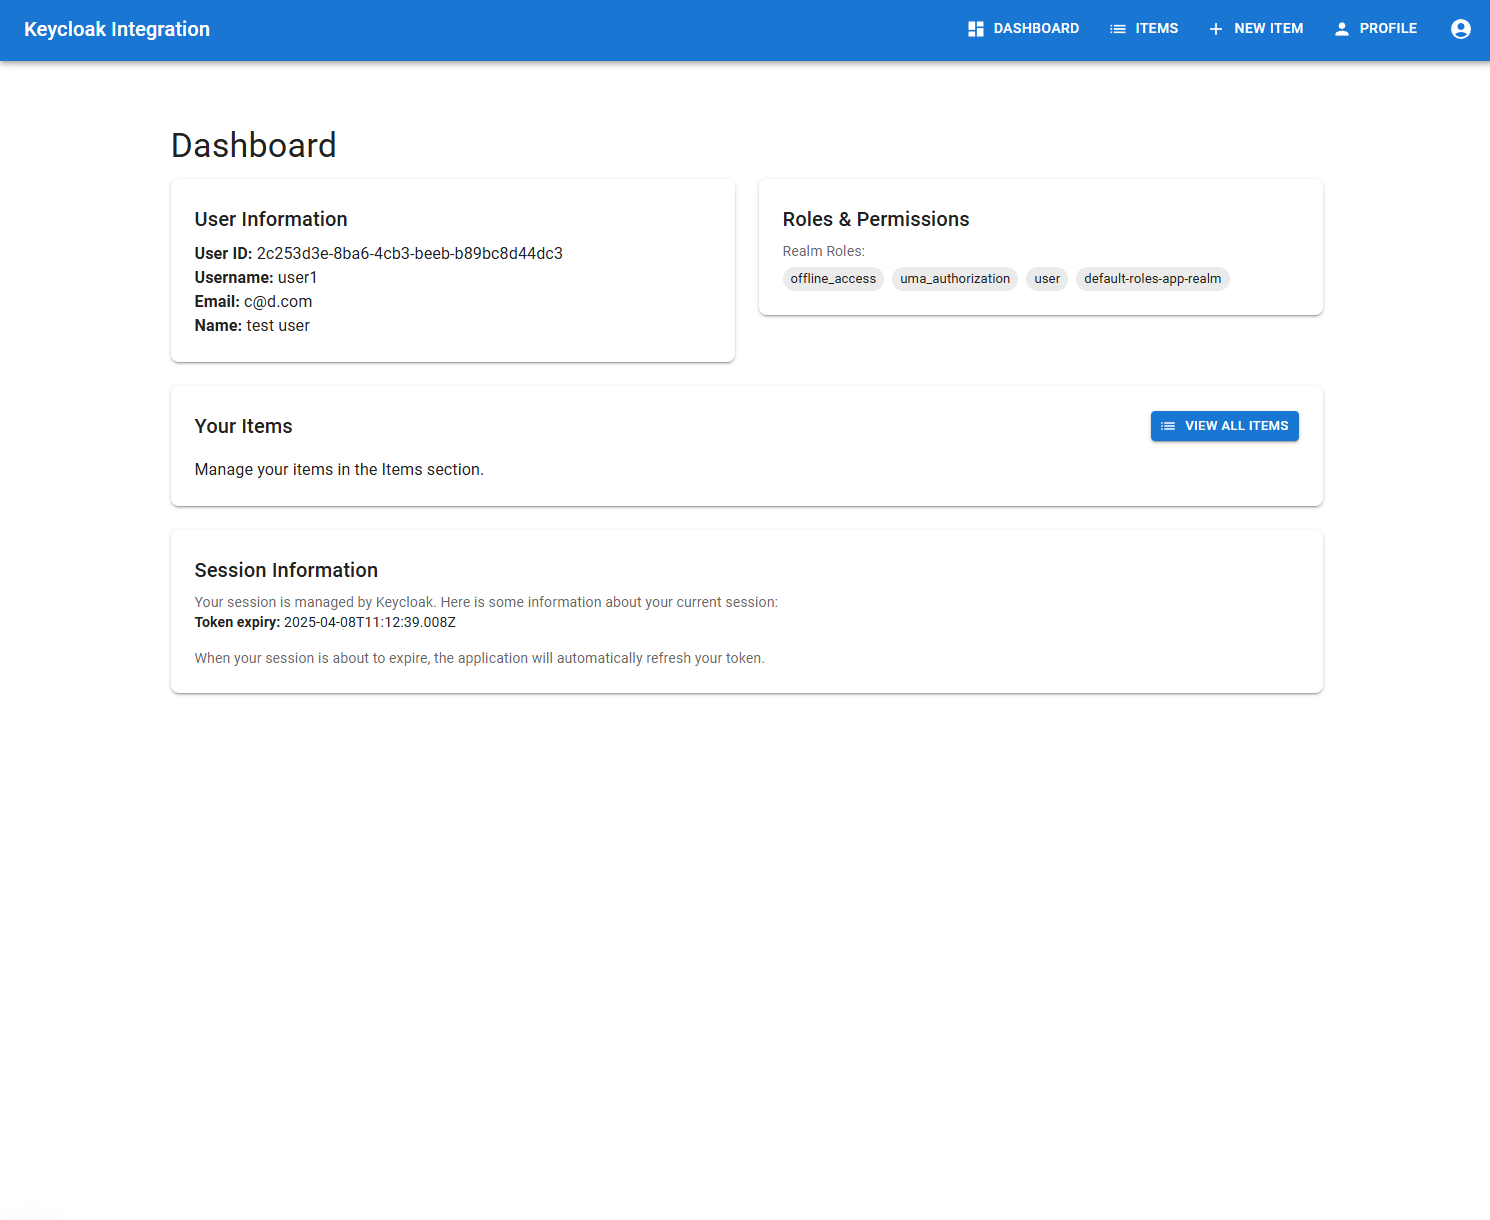 Keycloak Integration
DASHBOARD
ITEMS
NEW ITEM
PROFILE
Dashboard
User Information
User ID: 2c253d3e-8ba6-4cb3-beeb-b89bc8d44dc3
Username: user1
Email: c@d.com
Name: test user
Roles & Permissions
Realm Roles:
offline_access uma_authorization user default-roles-app-realm
Your Items
VIEW ALL ITEMS
Manage your items in the Items section.
Session Information
Your session is managed by Keycloak. Here is some information about your current session:
Token expiry: 2025-04-08T11:12:39.008Z
When your session is about to expire, the application will automatically refresh your token.